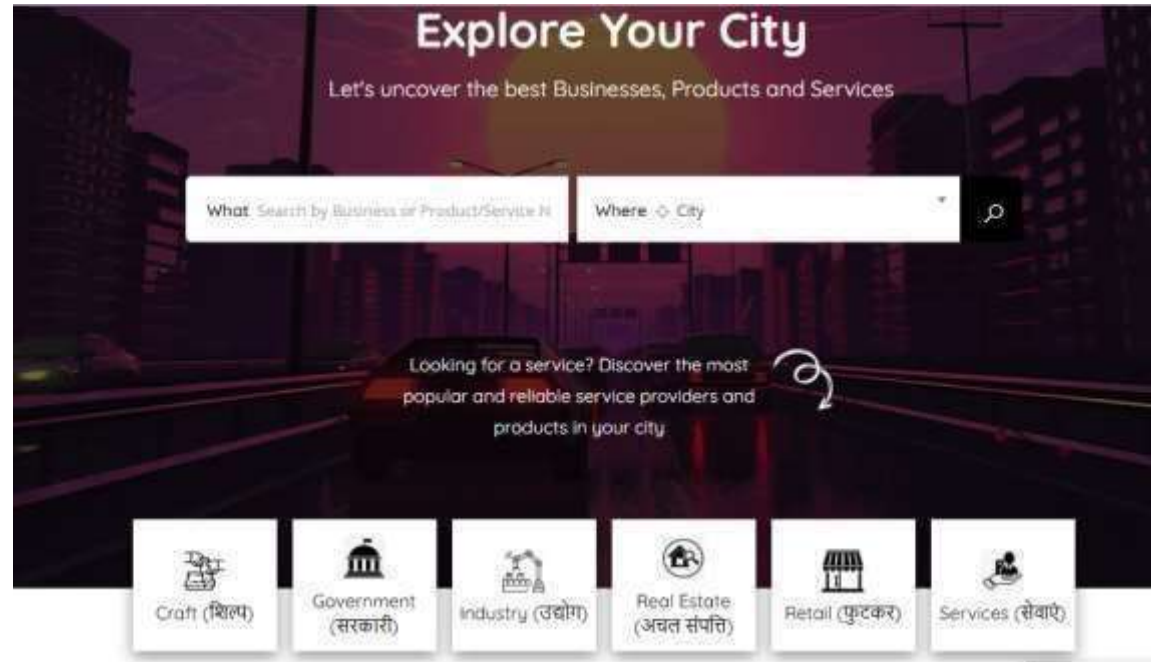 Explore Your City
Let's uncover the best Businesses, Products and Services
What Search by Business or Product/Service N
Where City
Looking for a service? Discover the most
popular and reliable service providers and
products in your city
Craft (शिल्प)
Government
(सरकारी)
Industry (उद्योग)
Real Estate
(अचल संपत्ति)
Retail (फुटकर)
Services (सेवाएं)